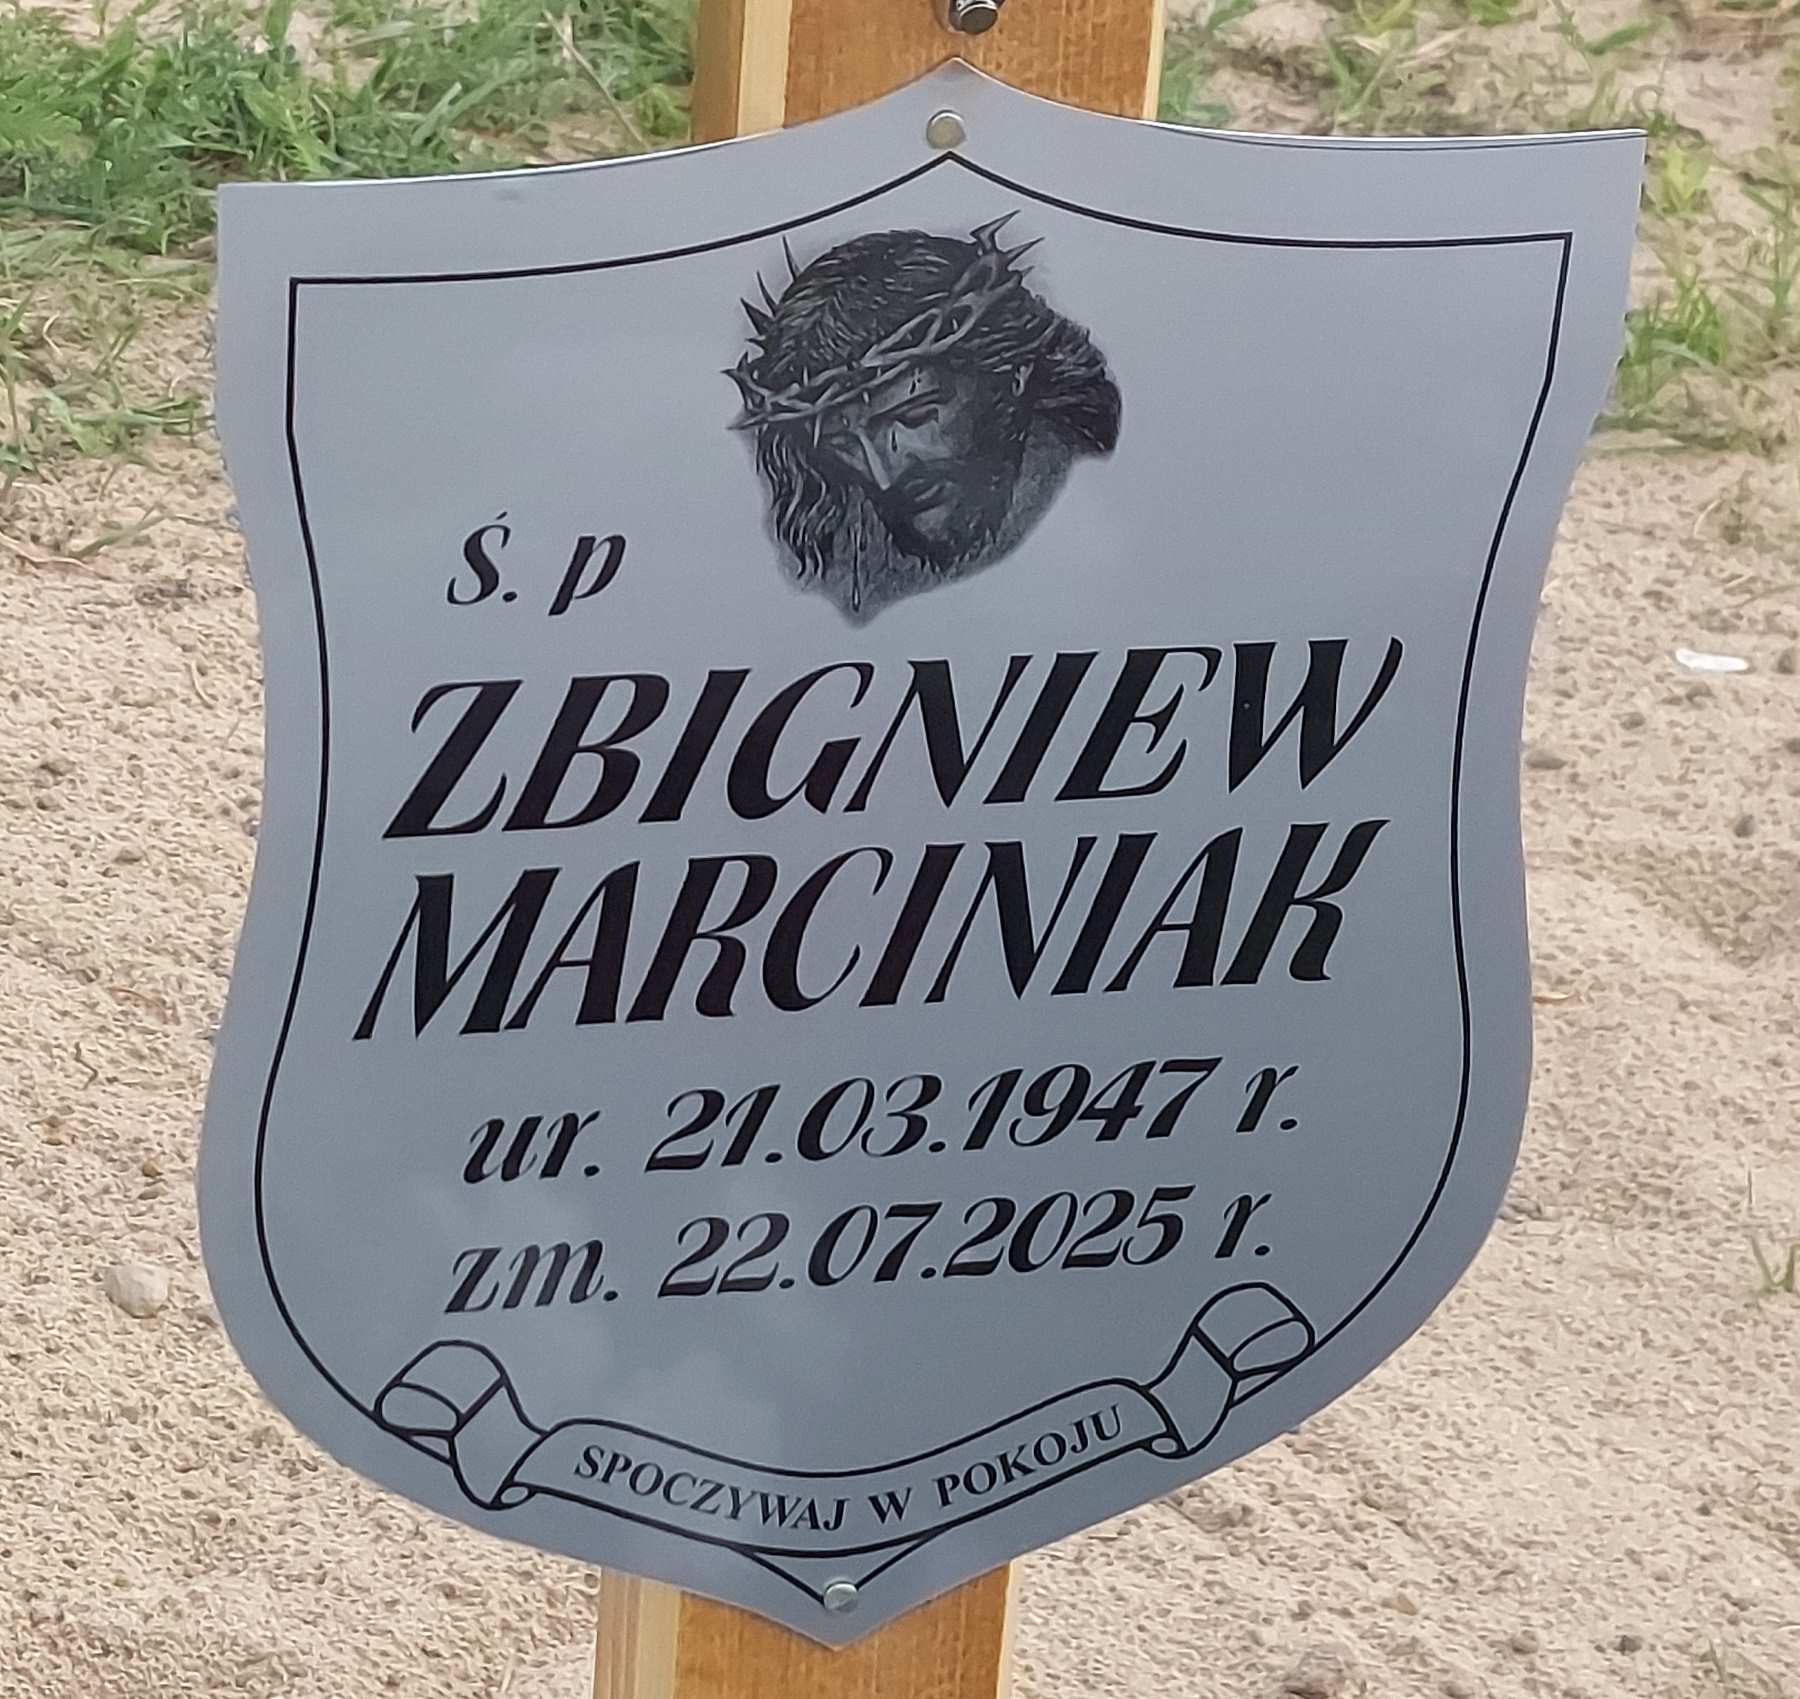 Ś. p
ZBIGNIEW
MARCINIAK
ur. 21.03.1947 r.
zm. 22.07.2025 r.
SPOCZYWAJ W POKOJU